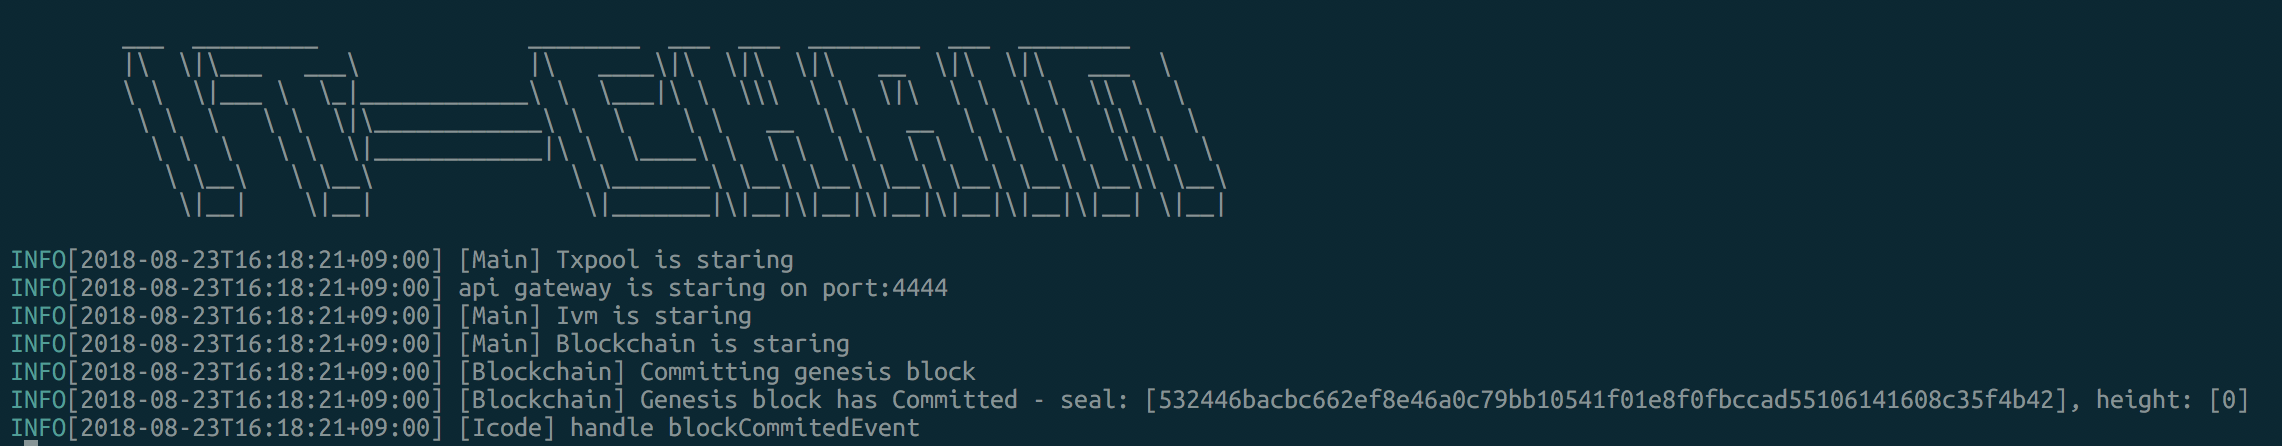 IT-CHAIN
INFO[2018-08-23T16:18:21+09:00] [Main] Txpool is staring
INFO[2018-08-23T16:18:21+09:00] api gateway is staring on port:4444
INFO[2018-08-23T16:18:21+09:00] [Main] Ivm is staring
INFO[2018-08-23T16:18:21+09:00] [Main] Blockchain is staring
INFO[2018-08-23T16:18:21+09:00] [Blockchain] Committing genesis block
INFO[2018-08-23T16:18:21+09:00] [Blockchain] Genesis block has Committed - seal: [532446bacbc662ef8e46a0c79bb10541f01e8f0fbccad55106141608c35f4b42], height: [0]
INFO[2018-08-23T16:18:21+09:00] [Icode] handle blockCommitedEvent